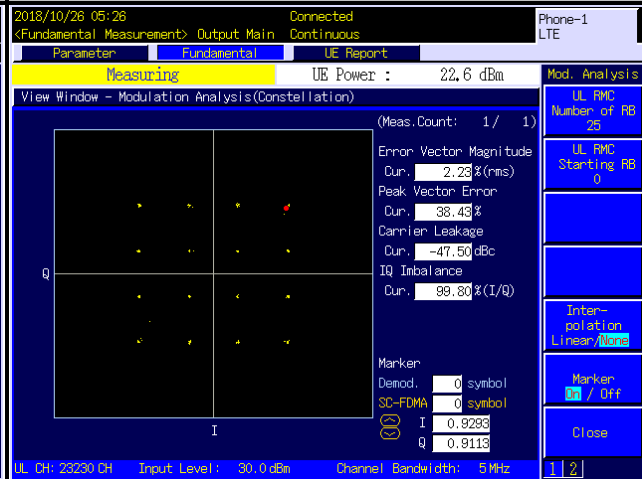 2018/10/26 05:26 Connected Phone-1
<Fundamental Measurement> Output Main Continuous LTE
Parameter Fundamental UE Report
Measuring UE Power : 22.6 dBm Mod. Analysis
View Window - Modulation Analysis(Constellation)
UL RMC
Number of RB
25
(Meas.Count: 1/ 1)
Error Vector Magnitude
Cur. 2.23 %(rms)
Peak Vector Error
Cur. 38.43 %
Carrier Leakage
Cur. -47.50 dBc
IQ Imbalance
Cur. 99.80 %(I/Q)
UL RMC
Starting RB
0
Q
I
Marker
Demod. 0 symbol
SC-FDMA 0 symbol
I 0.9293
Q 0.9113
Inter-
polation
Linear/None
Marker
On / Off
Close
UL CH: 23230 CH Input Level: 30.0 dBm Channel Bandwidth: 5 MHz
1 2